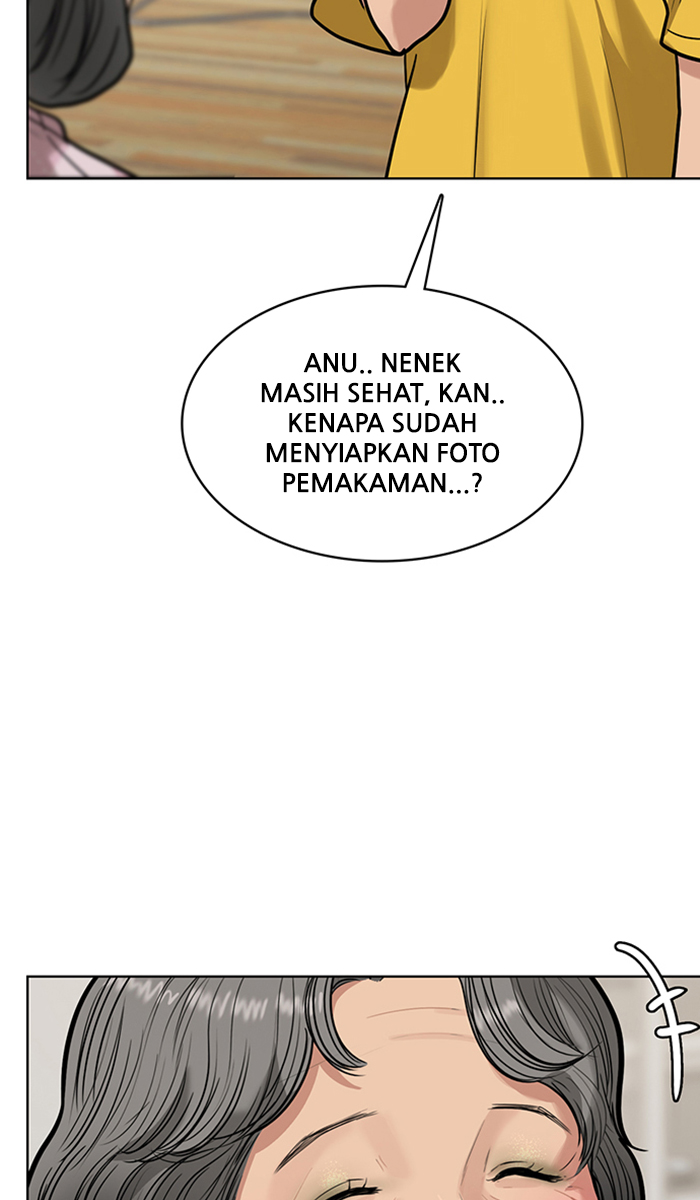 ANU.. NENEK
MASIH SEHAT, KAN..
KENAPA SUDAH
MENYIAPKAN FOTO
PEMAKAMAN...?